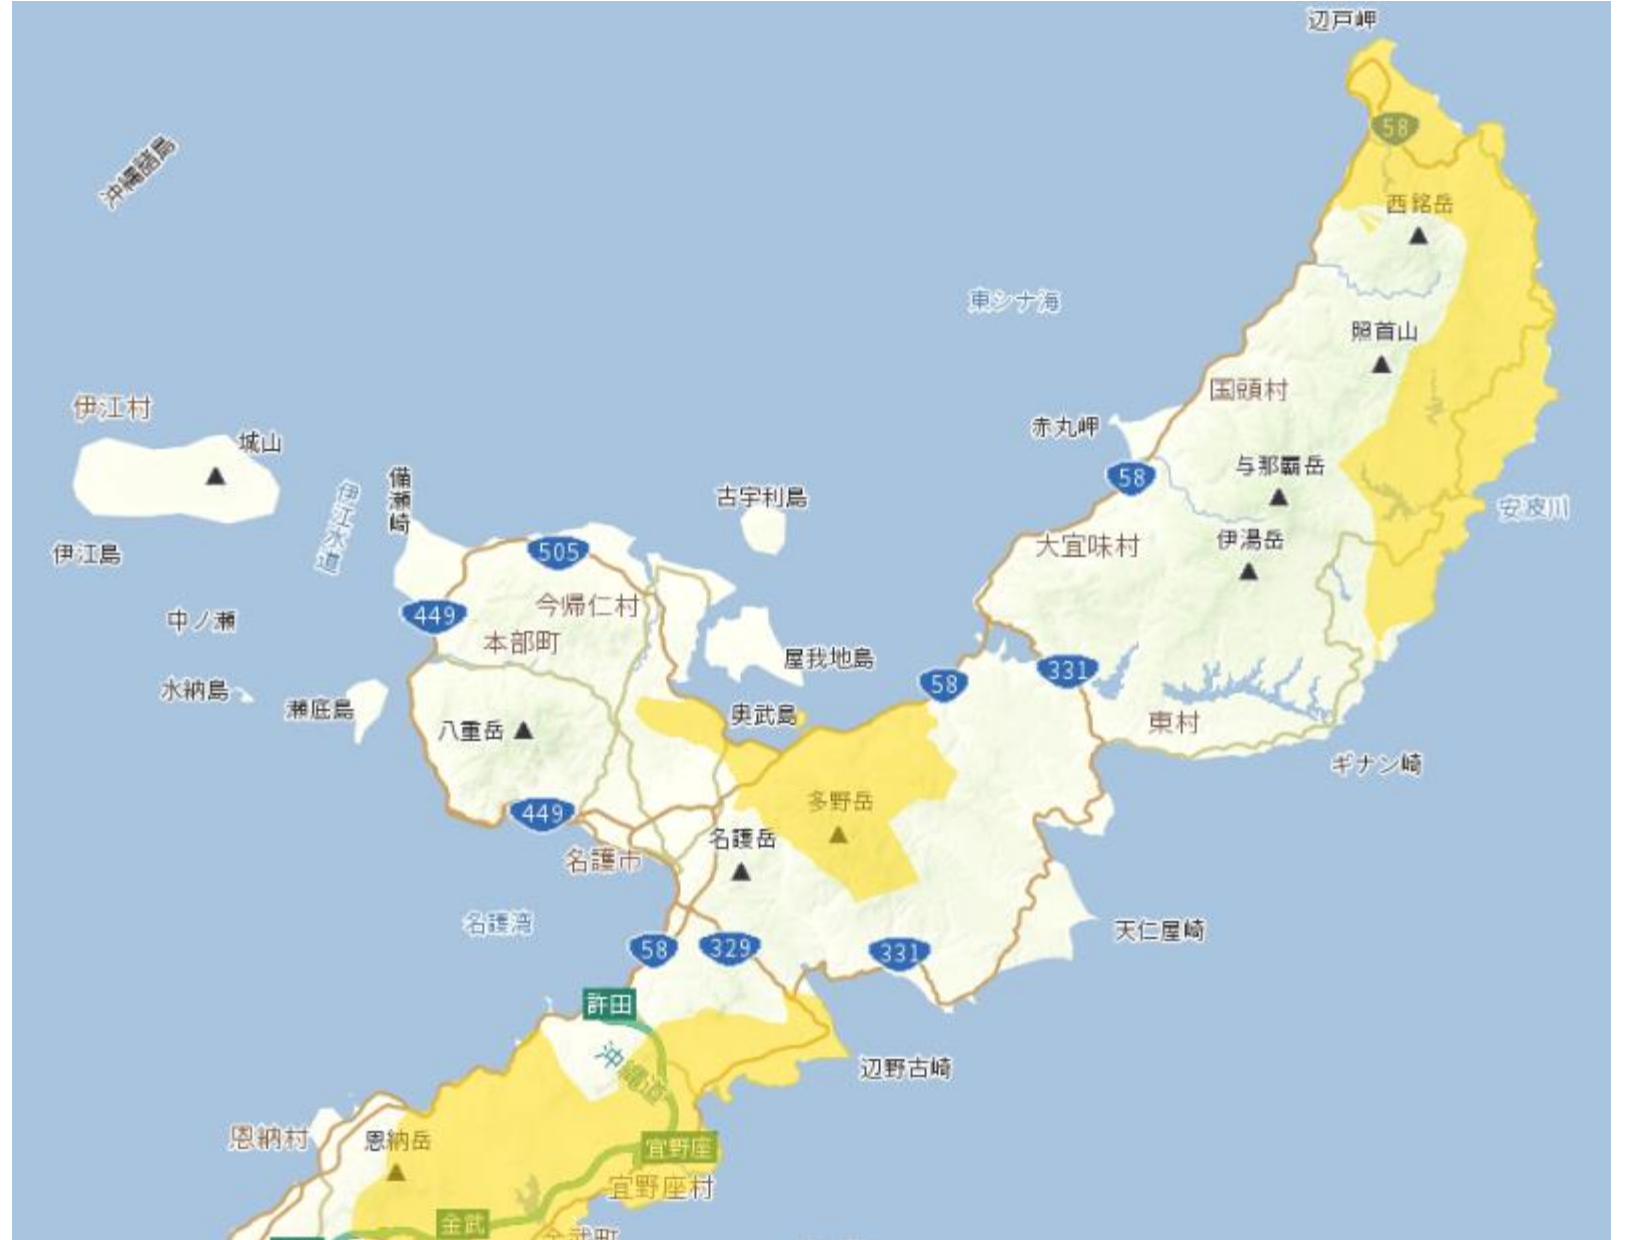 辺戸岬
58
沖縄諸島
西銘岳
東シナ海
照首山
国頭村
伊江村
赤丸岬
城山
与那覇岳
備瀬崎
58
伊江水道
古宇利島
安波川
伊湯岳
大宜味村
伊江島
505
今帰仁村
449
中ノ瀬
本部町
屋我地島
331
58
水納島
瀬底島
奥武島
東村
八重岳
ギナン崎
多野岳
449
名護岳
名護市
名護湾
天仁屋崎
58
329
331
許田
沖縄道
辺野古崎
恩納村
恩納岳
宜野座
宜野座村
金武
金武町